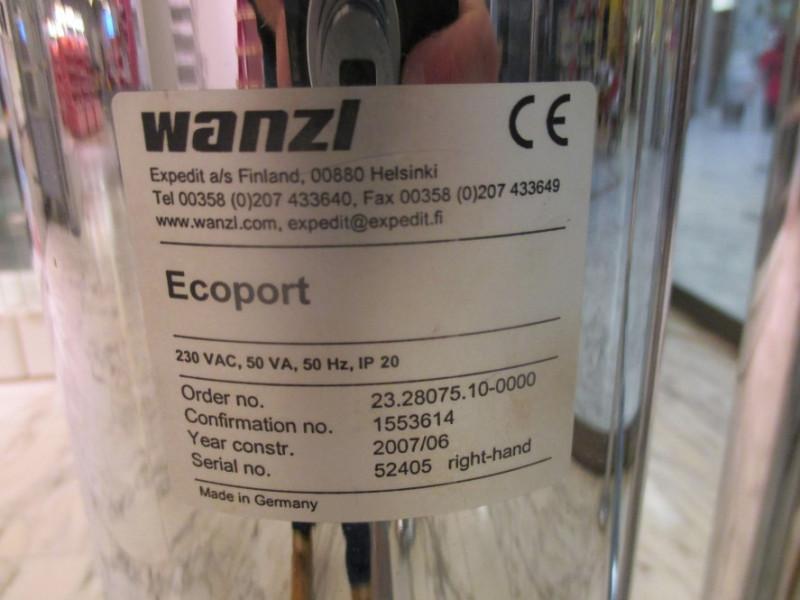 wanzl CE
Expedit a/s Finland, 00880 Helsinki
Tel 00358 (0)207 433640, Fax 00358 (0)207 433649
www.wanzl.com, expedit@expedit.fi
Ecoport
230 VAC, 50 VA, 50 Hz, IP 20
Order no. 23.28075.10-0000
Confirmation no. 1553614
Year constr. 2007/06
Serial no. 52405 right-hand
Made in Germany